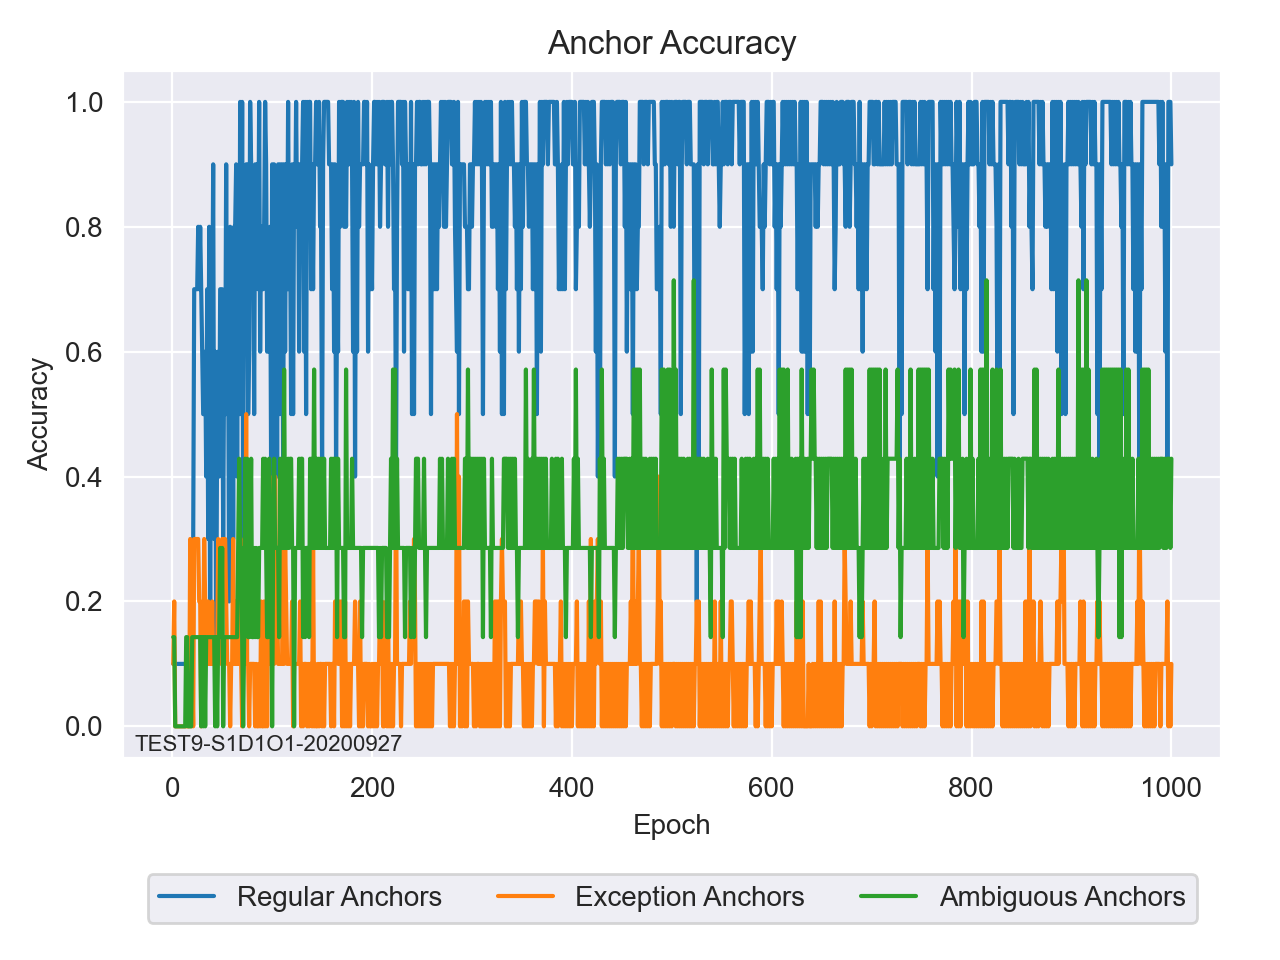 Anchor Accuracy
1.0
0.8
0.6
0.4
0.2
0.0
Accuracy
TEST9-S1D1O1-20200927
0 200 400 600 800 1000
Epoch
Regular Anchors Exception Anchors Ambiguous Anchors